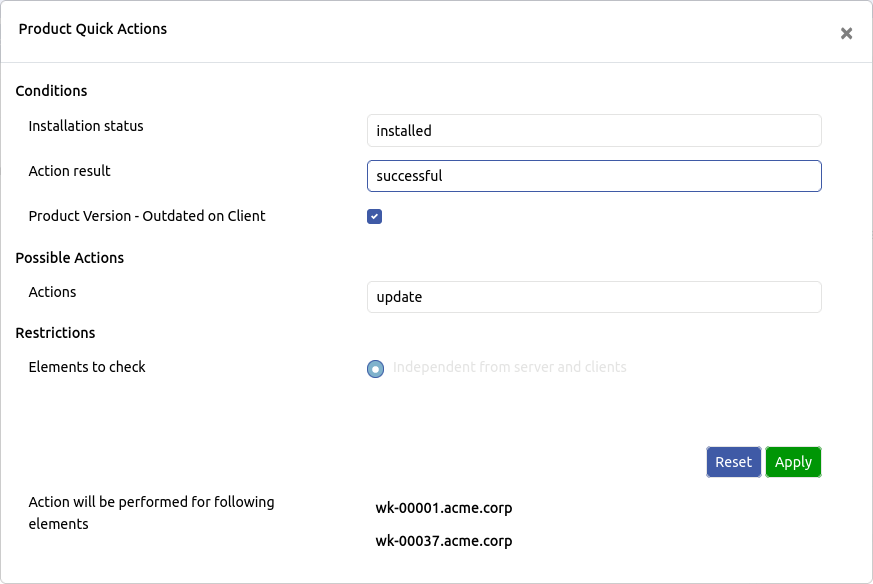 Product Quick Actions
Conditions
Installation status
installed
Action result
successful
Product Version - Outdated on Client
Possible Actions
Actions
update
Restrictions
Elements to check
Independent from server and clients
Reset Apply
Action will be performed for following
elements
wk-00001.acme.corp
wk-00037.acme.corp